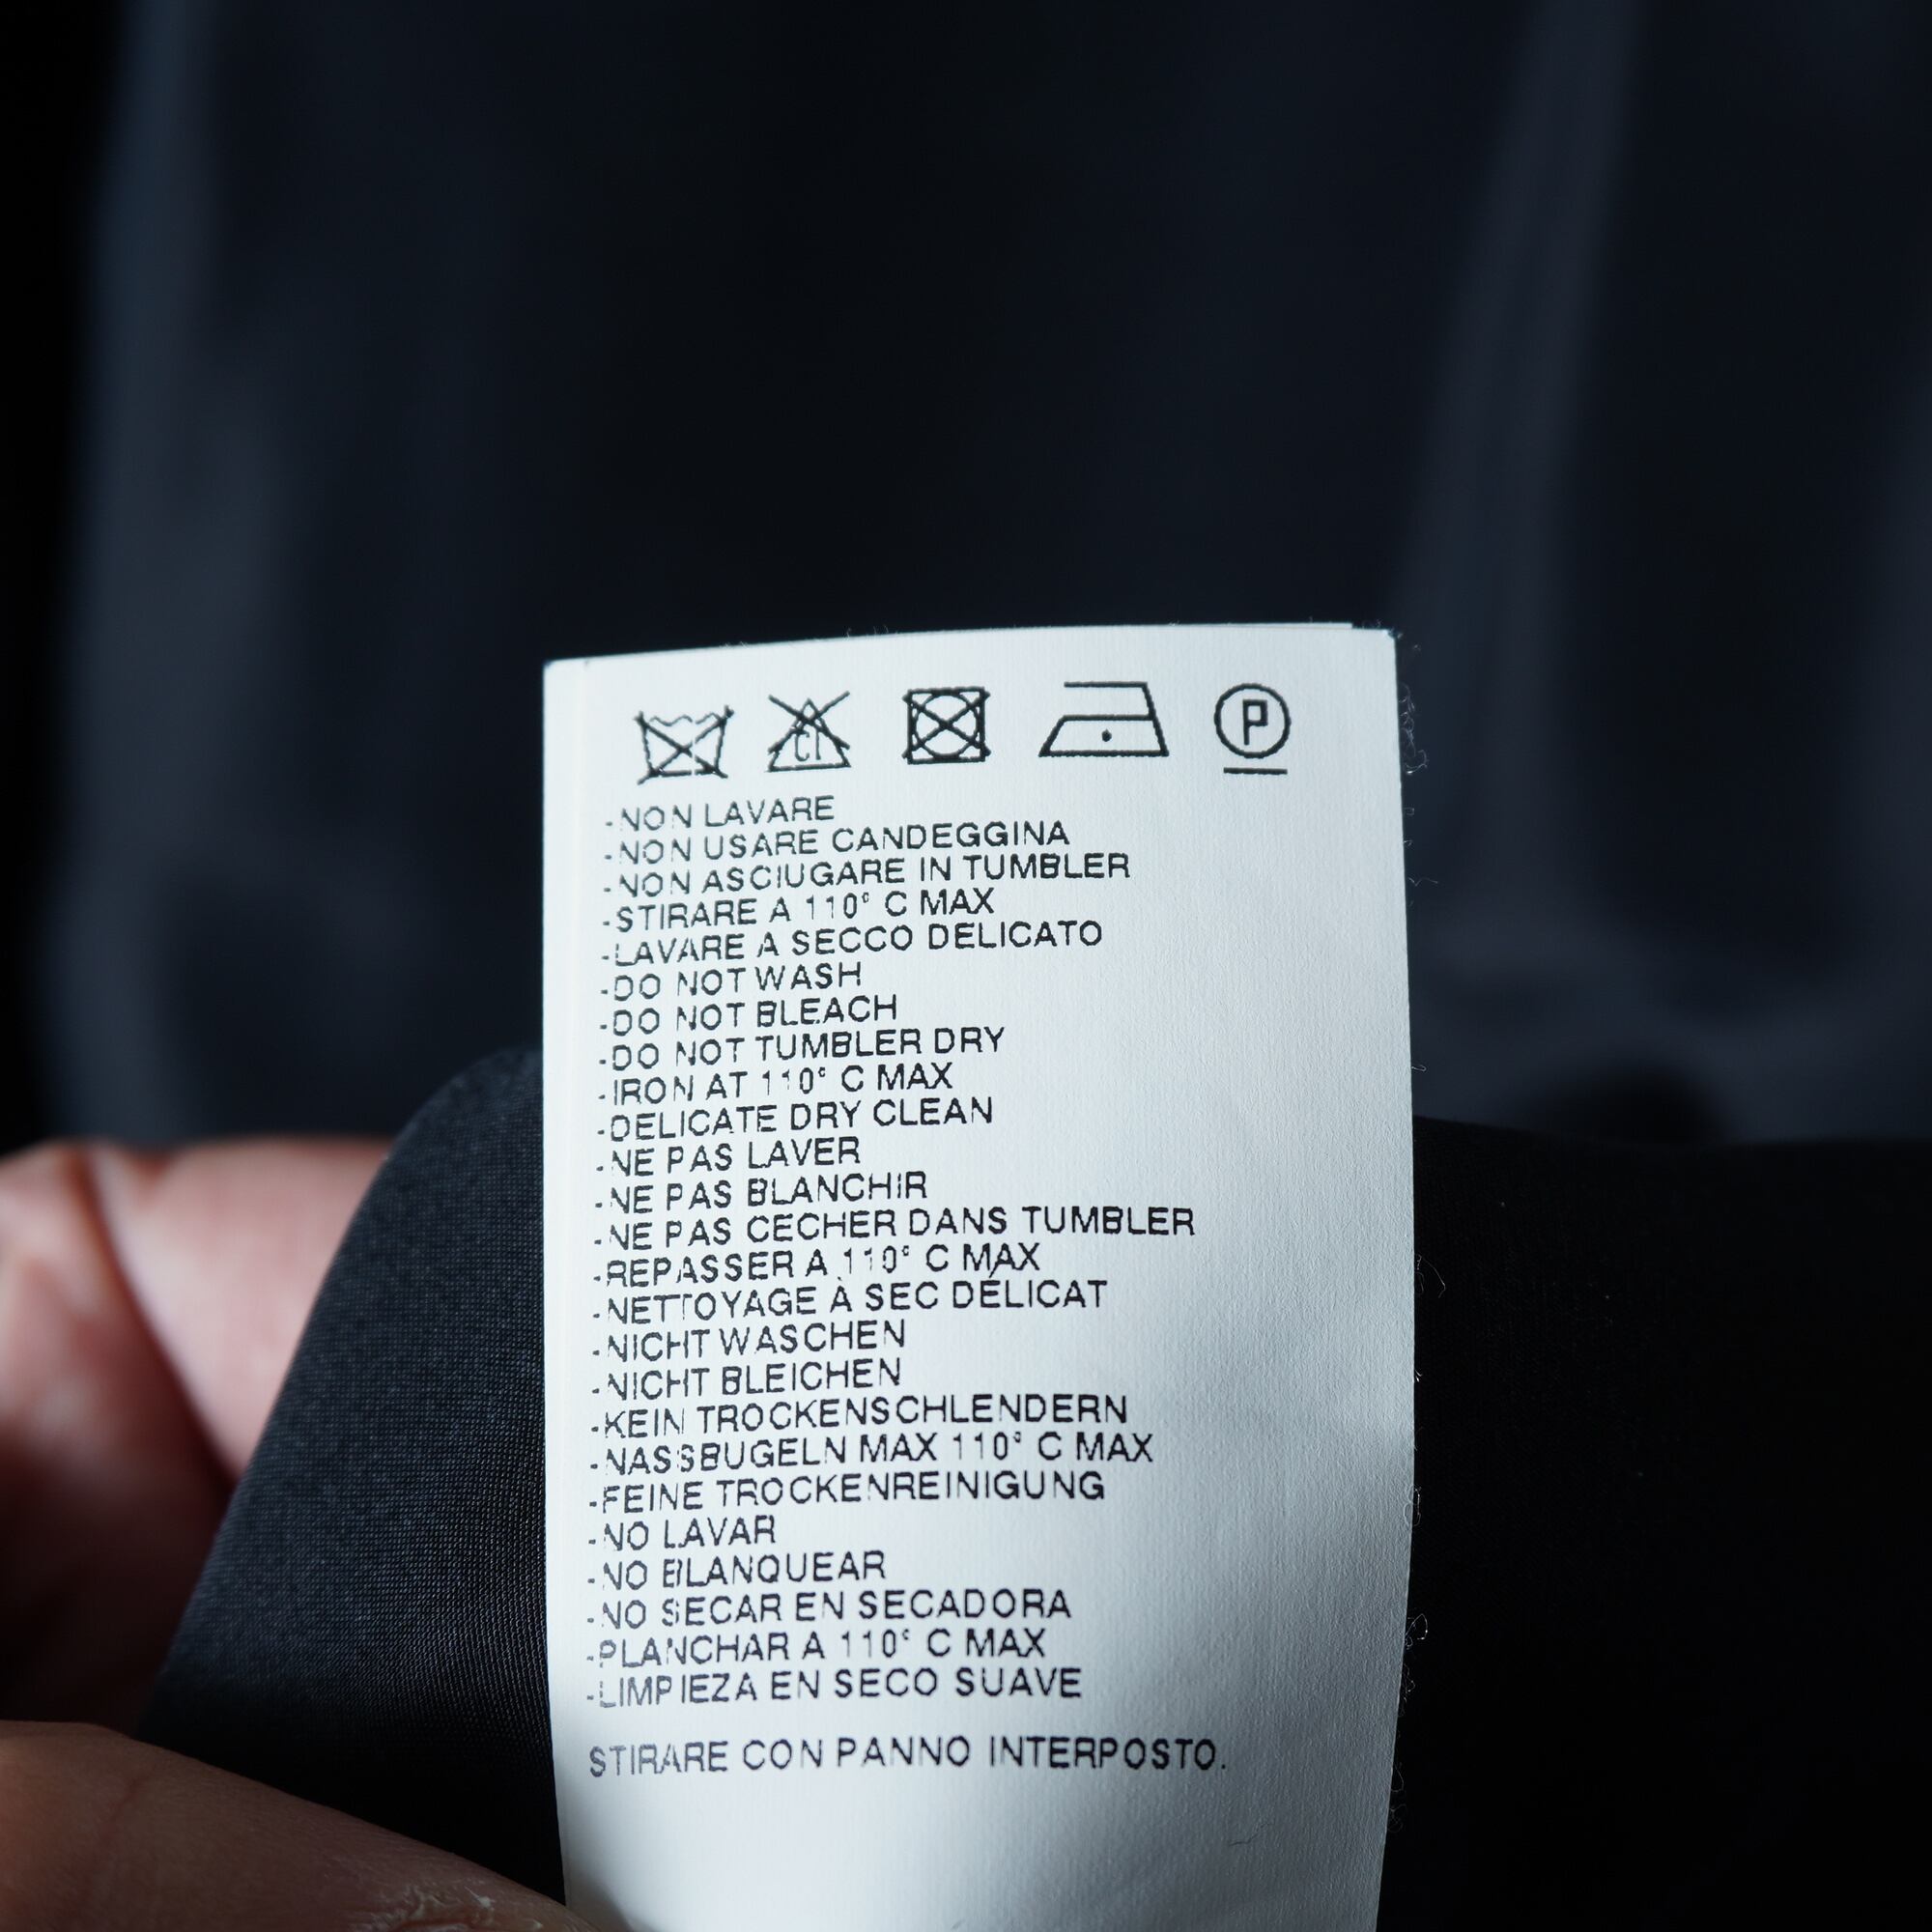 CI P
-NON LAVARE
-NON USARE CANDEGGINA
-NON ASCIUGARE IN TUMBLER
-STIRARE A 110° C MAX
-LAVARE A SECCO DELICATO
-DO NOT WASH
-DO NOT BLEACH
-DO NOT TUMBLER DRY
-IRON AT 110° C MAX
-DELICATE DRY CLEAN
-NE PAS LAVER
-NE PAS BLANCHIR
-NE PAS CECHER DANS TUMBLER
-REPASSER A 110° C MAX
-NETTOYAGE À SEC DÉLICAT
-NICHT WASCHEN
-NICHT BLEICHEN
-KEIN TROCKENSCHLENDERN
-NASSBUGELN MAX 110° C MAX
-FEINE TROCKENREINIGUNG
-NO LAVAR
-NO BLANQUEAR
-NO SECAR EN SECADORA
-PLANCHAR A 110° C MAX
-LIMPIEZA EN SECO SUAVE
STIRARE CON PANNO INTERPOSTO.